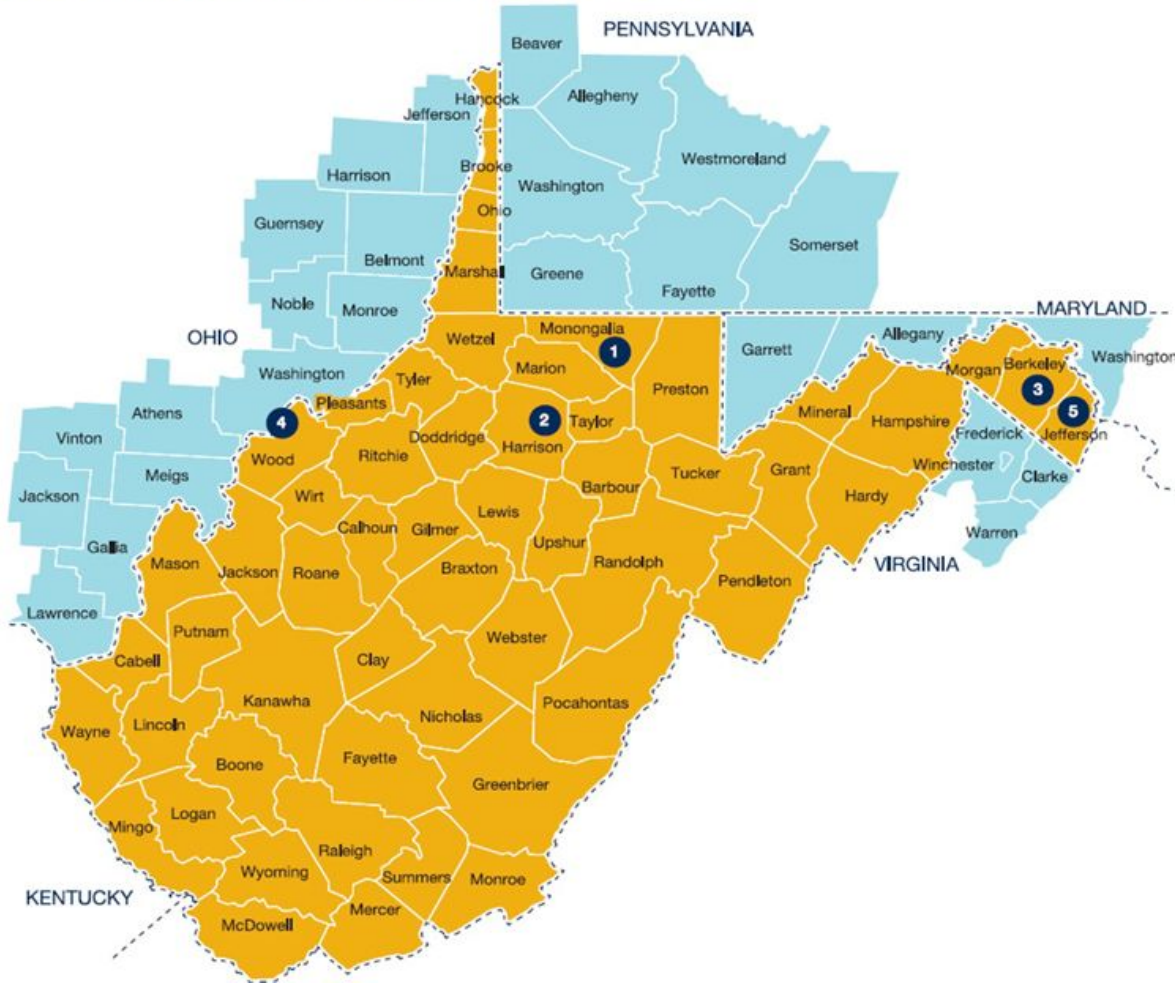 PENNSYLVANIA
Beaver
Allegheny
Hancock
Jefferson
Westmoreland
Brooke
Harrison
Washington
Ohio
Guernsey
Somerset
Belmont
Marshall
Greene
Fayette
Noble
Monroe
MARYLAND
OHIO
Monongalia
1
Wetzel
Garrett
Allegany
Washington
Washington
Marion
Berkeley
Morgan
Tyler
Preston
3
Pleasants
Athens
4
2
Taylor
Mineral
Hampshire
5
Vinton
Doddridge
Harrison
Frederick
Jefferson
Wood
Ritchie
Meigs
Winchester
Tucker
Grant
Clarke
Jackson
Wirt
Barbour
Hardy
Lewis
Calhoun
Gilmer
Warren
Gallia
Upshur
Mason
Randolph
VIRGINIA
Jackson
Roane
Braxton
Pendleton
Lawrence
Putnam
Webster
Cabell
Clay
Kanawha
Pocahontas
Nicholas
Wayne
Lincoln
Fayette
Boone
Greenbrier
Logan
Mingo
Raleigh
Wyoming
Summers
Monroe
KENTUCKY
Mercer
McDowell